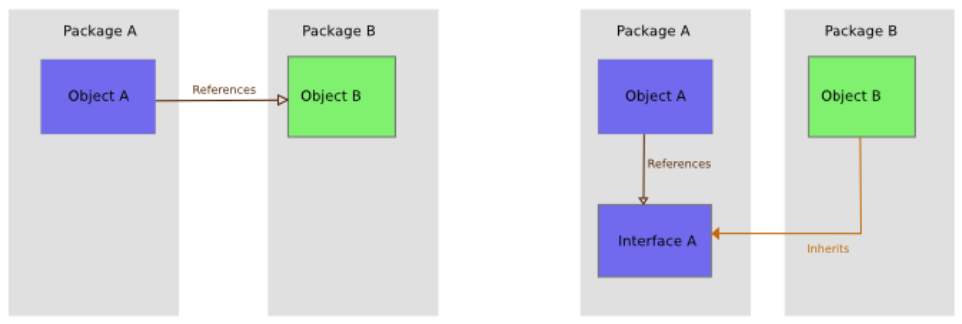 Package A
Package B
Object A
References
Object B
Package A
Package B
Object A
Object B
References
Interface A
Inherits